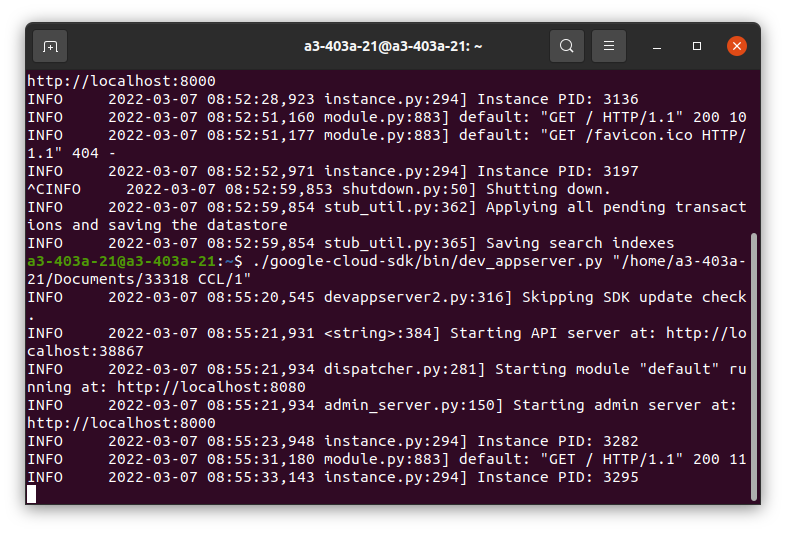 a3-403a-21@a3-403a-21: ~
http://localhost:8000
INFO     2022-03-07 08:52:28,923 instance.py:294] Instance PID: 3136
INFO     2022-03-07 08:52:51,160 module.py:883] default: "GET / HTTP/1.1" 200 10
INFO     2022-03-07 08:52:51,177 module.py:883] default: "GET /favicon.ico HTTP/
1.1" 404 -
INFO     2022-03-07 08:52:52,971 instance.py:294] Instance PID: 3197
^CINFO     2022-03-07 08:52:59,853 shutdown.py:50] Shutting down.
INFO     2022-03-07 08:52:59,854 stub_util.py:362] Applying all pending transact
ions and saving the datastore
INFO     2022-03-07 08:52:59,854 stub_util.py:365] Saving search indexes
a3-403a-21@a3-403a-21:~$ ./google-cloud-sdk/bin/dev_appserver.py "/home/a3-403a-
21/Documents/33318 CCL/1"
INFO     2022-03-07 08:55:20,545 devappserver2.py:316] Skipping SDK update check
.
INFO     2022-03-07 08:55:21,931 <string>:384] Starting API server at: http://lo
calhost:38867
INFO     2022-03-07 08:55:21,934 dispatcher.py:281] Starting module "default" ru
nning at: http://localhost:8080
INFO     2022-03-07 08:55:21,934 admin_server.py:150] Starting admin server at:
http://localhost:8000
INFO     2022-03-07 08:55:23,948 instance.py:294] Instance PID: 3282
INFO     2022-03-07 08:55:31,180 module.py:883] default: "GET / HTTP/1.1" 200 11
INFO     2022-03-07 08:55:33,143 instance.py:294] Instance PID: 3295